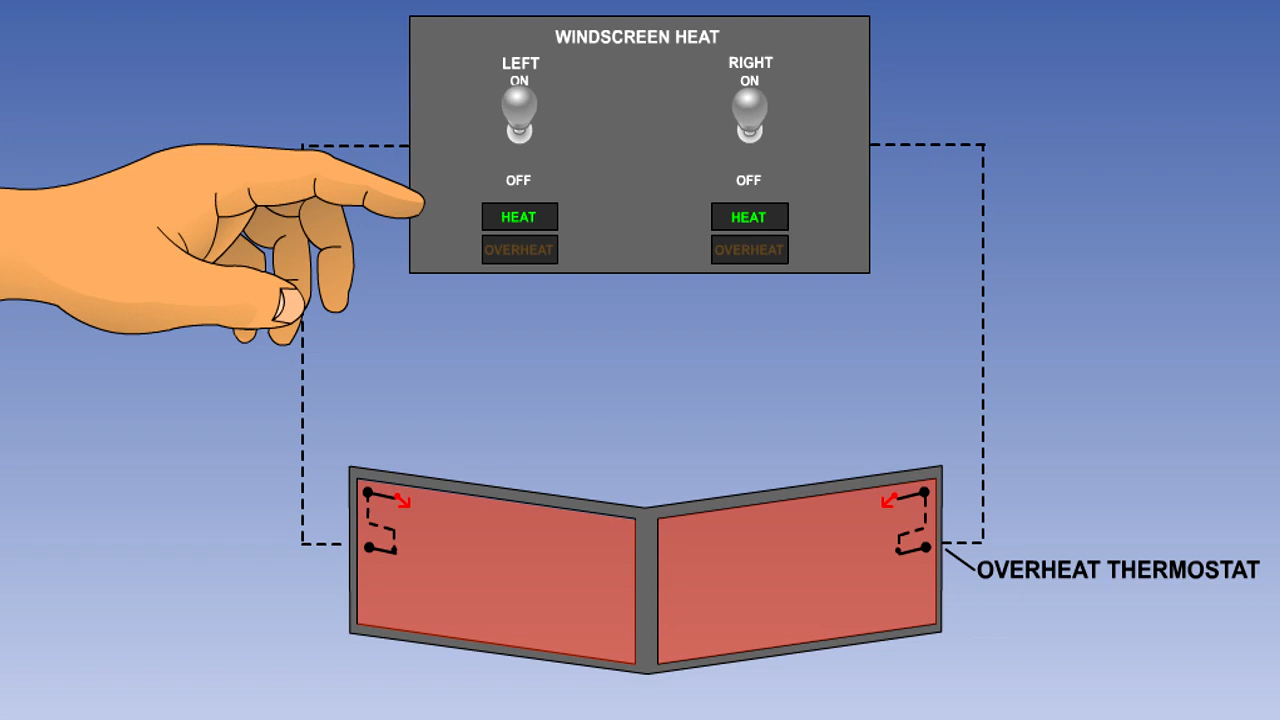 WINDSCREEN HEAT
LEFT
ON
RIGHT
ON
OFF
OFF
HEAT
HEAT
OVERHEAT
OVERHEAT
OVERHEAT THERMOSTAT